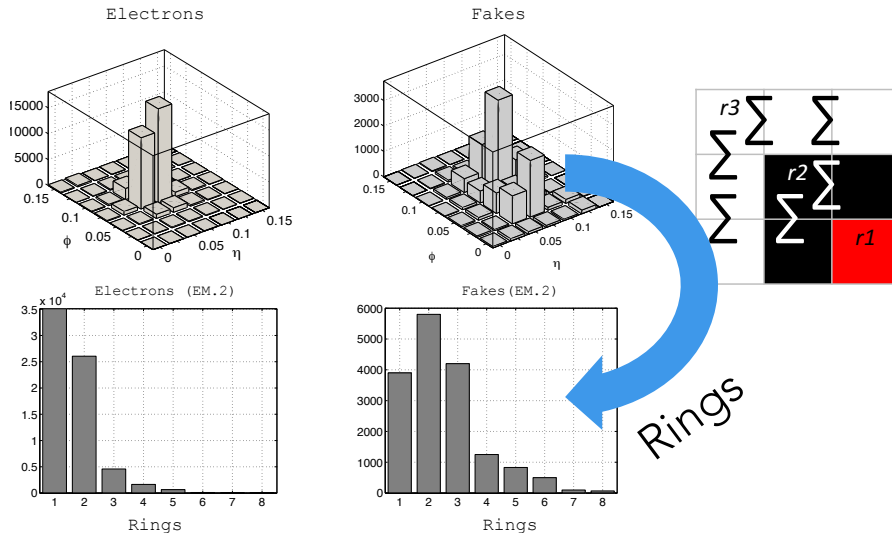 Electrons
15000
10000
5000
0
0.15
0.1
0.05
0
ϕ
0
0.05
0.1
0.15
η
Fakes
3000
2000
1000
0
0.15
0.1
0.05
0
ϕ
0
0.05
0.1
0.15
η
r3 ∑ ∑
∑ r2 ∑
∑ ∑ r1
Electrons (EM.2)
x 10⁴
3.5
3
2.5
2
1.5
1
0.5
0
1 2 3 4 5 6 7 8
Rings
Fakes(EM.2)
6000
5000
4000
3000
2000
1000
0
1 2 3 4 5 6 7 8
Rings
Rings